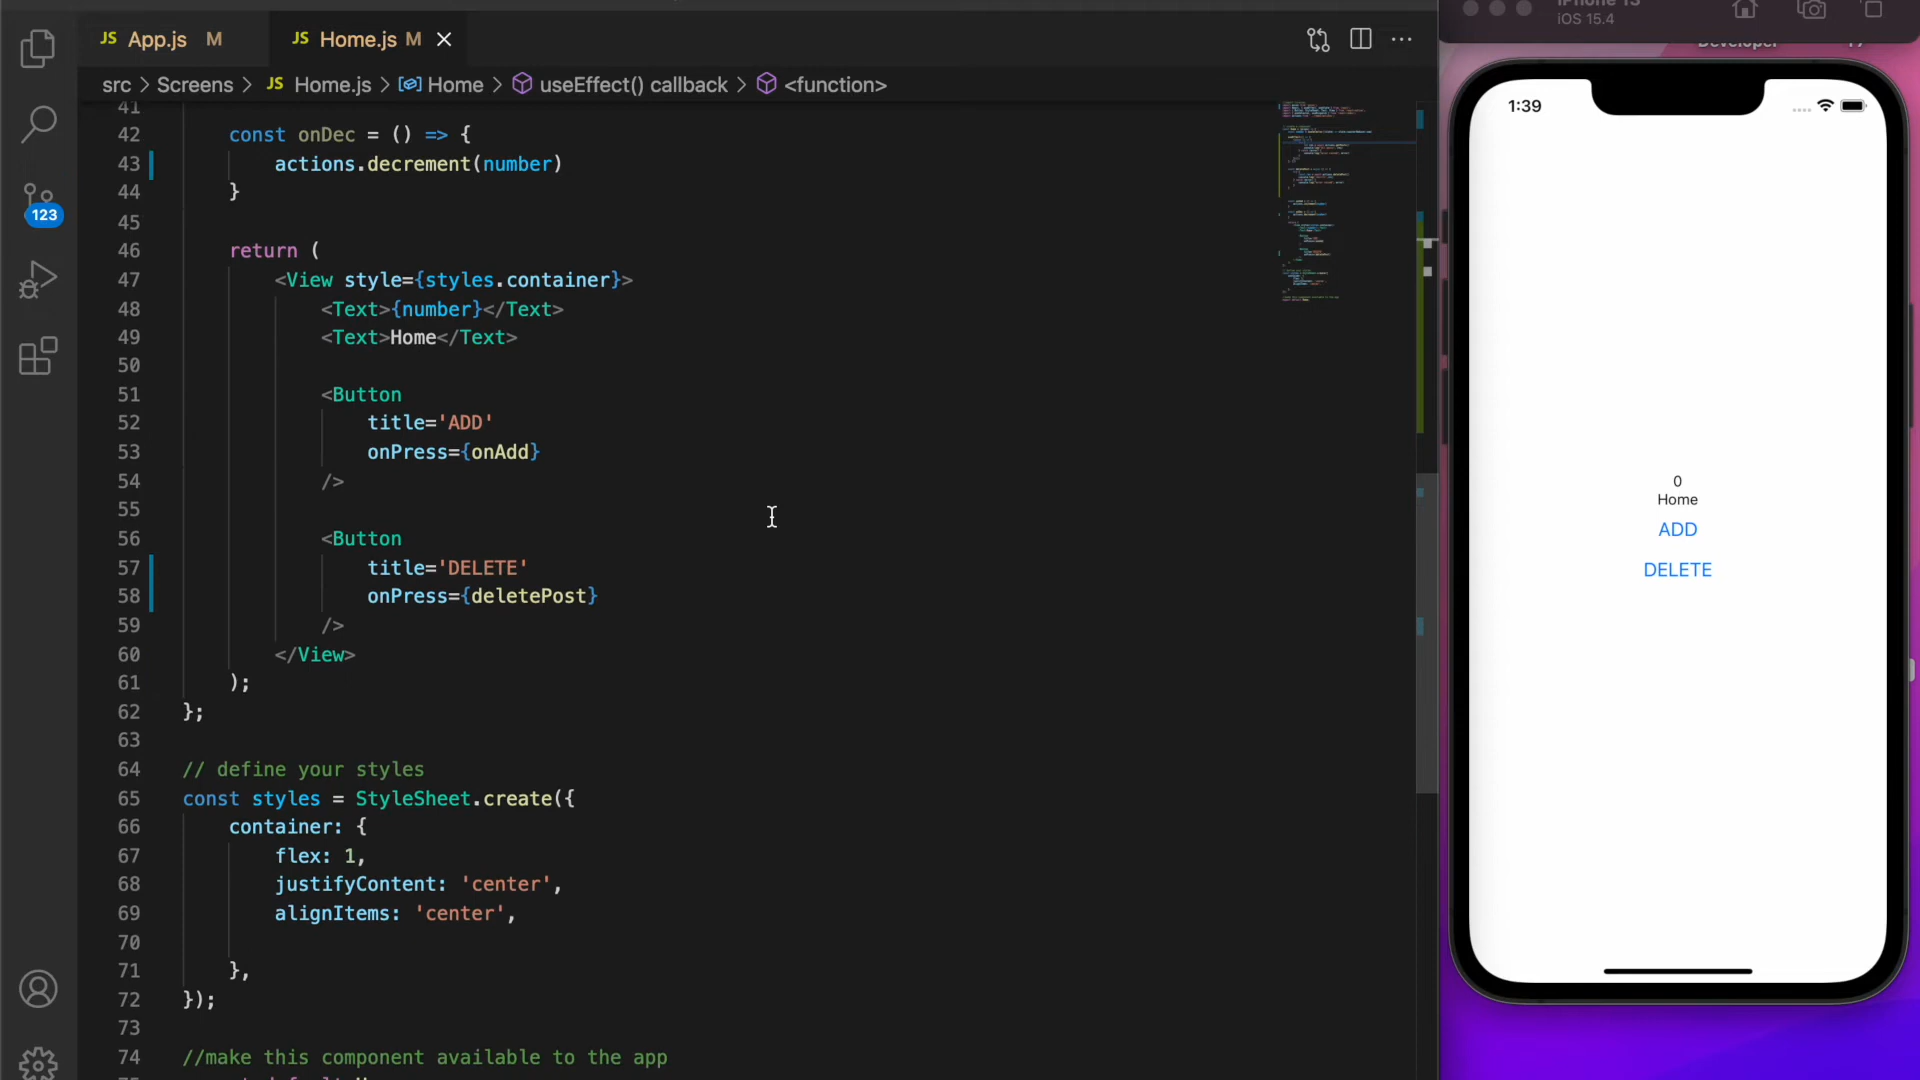 JS App.js M
JS Home.js M
src > Screens > JS Home.js > Home > useEffect() callback > <function>
123
41
42 const onDec = () => {
43 actions.decrement(number)
44 }
45
46 return (
47 <View style={styles.container}>
48 <Text>{number}</Text>
49 <Text>Home</Text>
50
51 <Button
52 title='ADD'
53 onPress={onAdd}
54 />
55
56 <Button
57 title='DELETE'
58 onPress={deletePost}
59 />
60 </View>
61 );
62 };
63
64 // define your styles
65 const styles = StyleSheet.create({
66 container: {
67 flex: 1,
68 justifyContent: 'center',
69 alignItems: 'center',
70
71 },
72 });
73
74 //make this component available to the app
iPhone 13
iOS 15.4
1:39
0
Home
ADD
DELETE